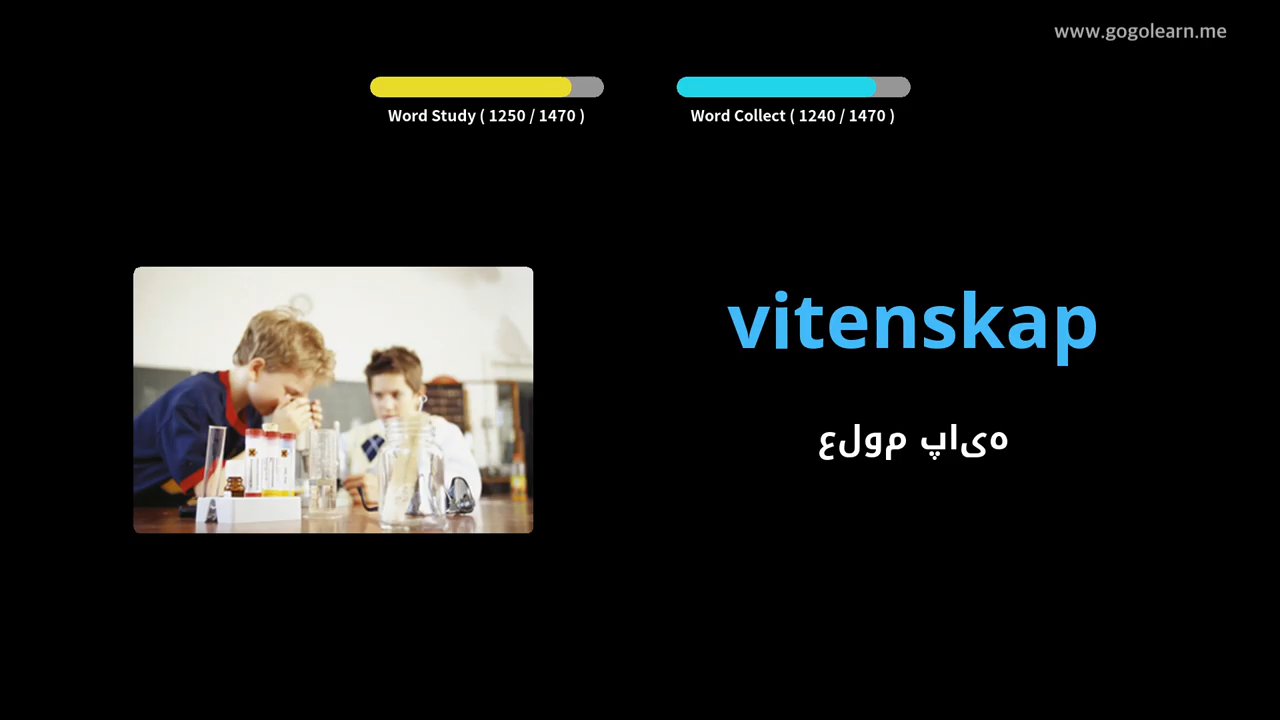 www.gogolearn.me
Word Study ( 1250 / 1470 )
Word Collect ( 1240 / 1470 )
vitenskap
علوم پایه